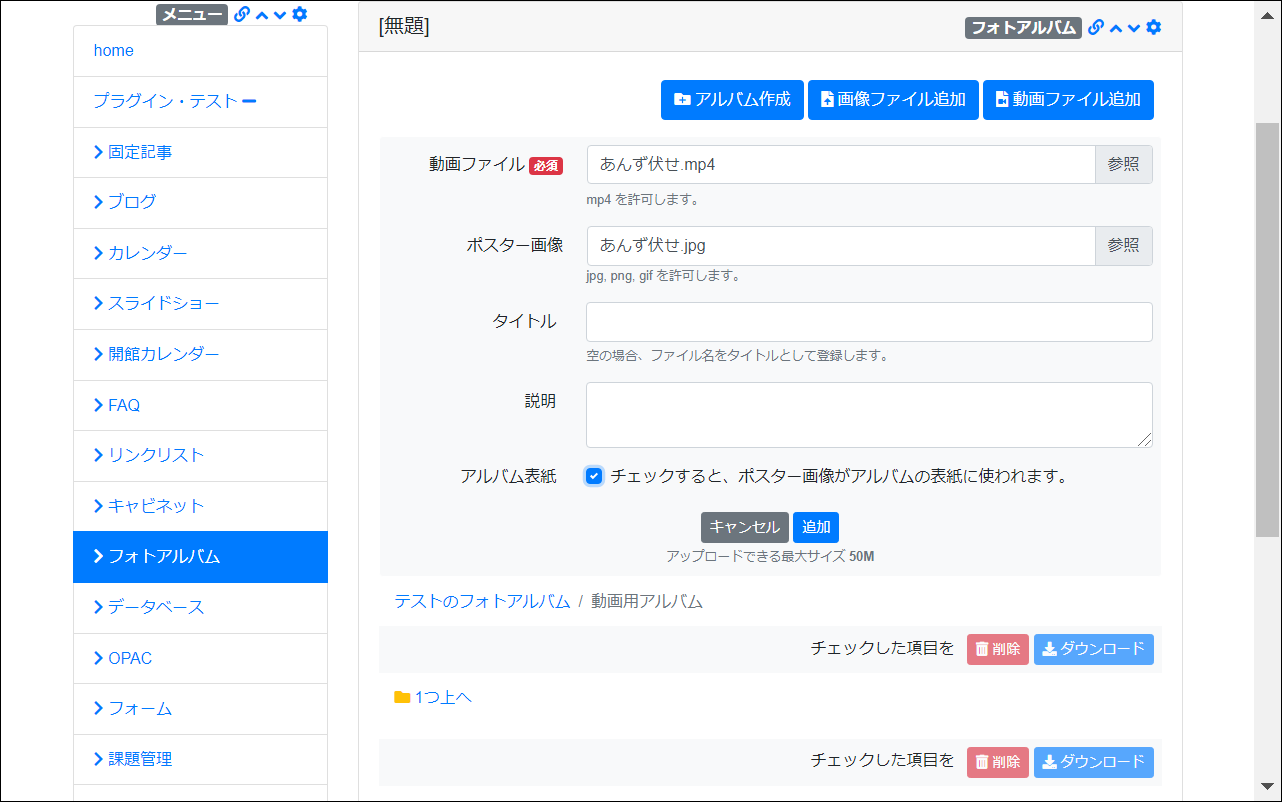 メニュー
home
プラグイン・テスト
固定記事
ブログ
カレンダー
スライドショー
開館カレンダー
FAQ
リンクリスト
キャビネット
フォトアルバム
データベース
OPAC
フォーム
課題管理
[無題]
フォトアルバム
アルバム作成 画像ファイル追加 動画ファイル追加
動画ファイル 必須 あんず伏せ.mp4 参照
mp4 を許可します。
ポスター画像 あんず伏せ.jpg 参照
jpg, png, gif を許可します。
タイトル
空の場合、ファイル名をタイトルとして登録します。
説明
アルバム表紙 チェックすると、ポスター画像がアルバムの表紙に使われます。
キャンセル 追加
アップロードできる最大サイズ 50M
テストのフォトアルバム / 動画用アルバム
チェックした項目を 削除 ダウンロード
1つ上へ
チェックした項目を 削除 ダウンロード